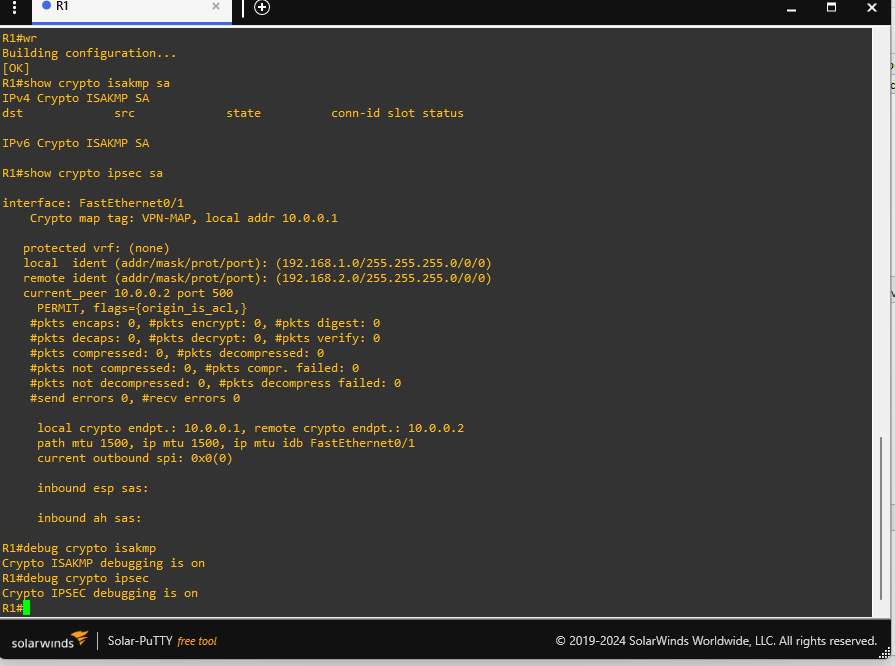 R1
R1#wr
Building configuration...
[OK]
R1#show crypto isakmp sa
IPv4 Crypto ISAKMP SA
dst             src             state          conn-id slot status

IPv6 Crypto ISAKMP SA

R1#show crypto ipsec sa

interface: FastEthernet0/1
    Crypto map tag: VPN-MAP, local addr 10.0.0.1

   protected vrf: (none)
   local  ident (addr/mask/prot/port): (192.168.1.0/255.255.255.0/0/0)
   remote ident (addr/mask/prot/port): (192.168.2.0/255.255.255.0/0/0)
   current_peer 10.0.0.2 port 500
     PERMIT, flags={origin_is_acl,}
    #pkts encaps: 0, #pkts encrypt: 0, #pkts digest: 0
    #pkts decaps: 0, #pkts decrypt: 0, #pkts verify: 0
    #pkts compressed: 0, #pkts decompressed: 0
    #pkts not compressed: 0, #pkts compr. failed: 0
    #pkts not decompressed: 0, #pkts decompress failed: 0
    #send errors 0, #recv errors 0

     local crypto endpt.: 10.0.0.1, remote crypto endpt.: 10.0.0.2
     path mtu 1500, ip mtu 1500, ip mtu idb FastEthernet0/1
     current outbound spi: 0x0(0)

     inbound esp sas:

     inbound ah sas:

R1#debug crypto isakmp
Crypto ISAKMP debugging is on
R1#debug crypto ipsec
Crypto IPSEC debugging is on
R1#
solarwinds | Solar-PuTTY free tool © 2019-2024 SolarWinds Worldwide, LLC. All rights reserved.